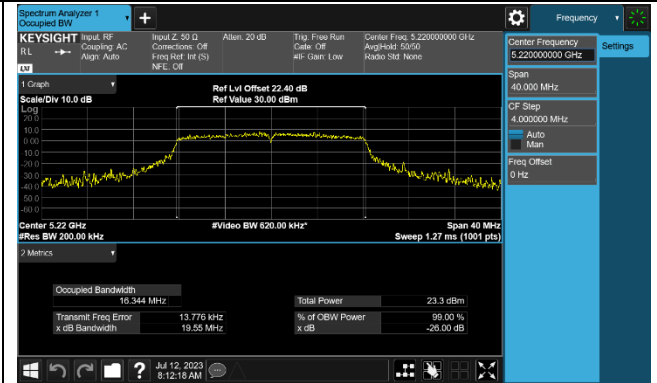 Spectrum Analyzer 1
Occupied BW
+
Frequency
KEYSIGHT
RL
LXI
Input: RF
Coupling: AC
Align: Auto
Input Z: 50 Ω
Corrections: Off
Freq Ref: Int (S)
NFE: Off
Atten: 20 dB
Trig: Free Run
Gate: Off
#IF Gain: Low
Center Freq: 5.220000000 GHz
Avg|Hold: 50/50
Radio Std: None
Center Frequency
5.220000000 GHz
Settings
Span
40.000 MHz
CF Step
4.000000 MHz
Auto
Man
Freq Offset
0 Hz
1 Graph
Scale/Div 10.0 dB
Ref Lvl Offset 22.40 dB
Ref Value 30.00 dBm
Log
20.0
10.0
0.00
-10.0
-20.0
-30.0
-40.0
-50.0
-60.0
Center 5.22 GHz
#Video BW 620.00 kHz*
Span 40 MHz
#Res BW 200.00 kHz
Sweep 1.27 ms (1001 pts)
2 Metrics
Occupied Bandwidth
16.344 MHz
Total Power 23.3 dBm
Transmit Freq Error 13.776 kHz
% of OBW Power 99.00 %
x dB Bandwidth 19.55 MHz
x dB -26.00 dB
?
Jul 12, 2023
8:12:18 AM